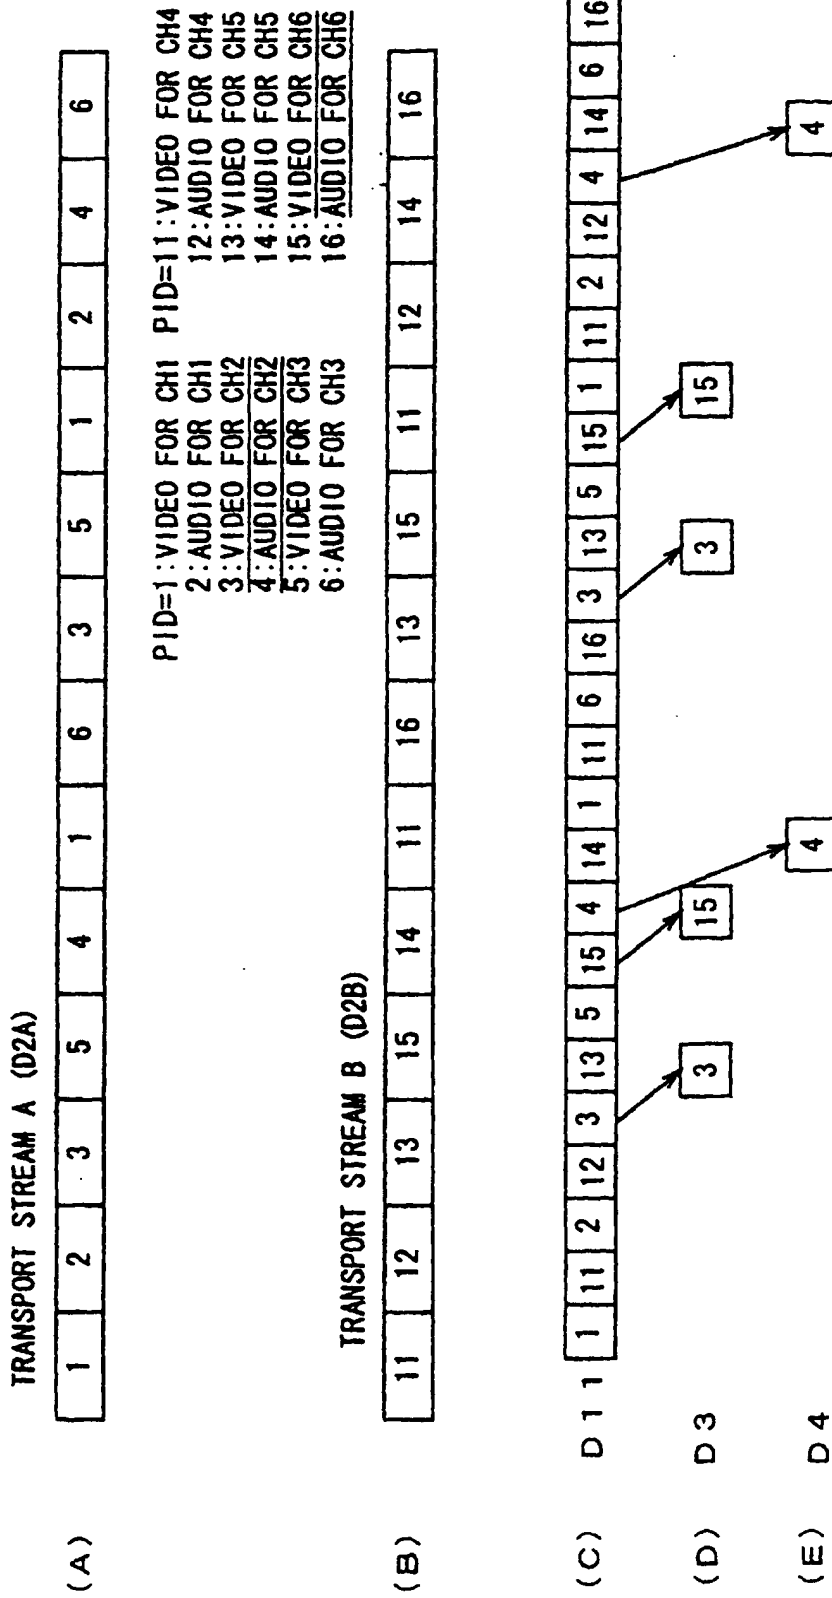 TRANSPORT STREAM A (D2A)
(A) 1 2 3 5 4 1 6 3 5 1 2 4 6
PID=1:VIDEO FOR CH1 PID=11:VIDEO FOR CH4
2:AUDIO FOR CH1 12:AUDIO FOR CH4
3:VIDEO FOR CH2 13:VIDEO FOR CH5
4:AUDIO FOR CH2 14:AUDIO FOR CH5
5:VIDEO FOR CH3 15:VIDEO FOR CH6
6:AUDIO FOR CH3 16:AUDIO FOR CH6
TRANSPORT STREAM B (D2B)
(B) 11 12 13 15 14 11 16 13 15 11 12 14 16
(C) D11 1 11 2 12 3 13 5 15 4 14 1 11 6 16 3 13 5 15 1 11 2 12 4 14 6 16
(D) D3 3 15 3 15
(E) D4 4 4